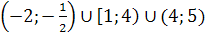 (-2; -1/2) ∪ [1; 4) ∪ (4; 5)